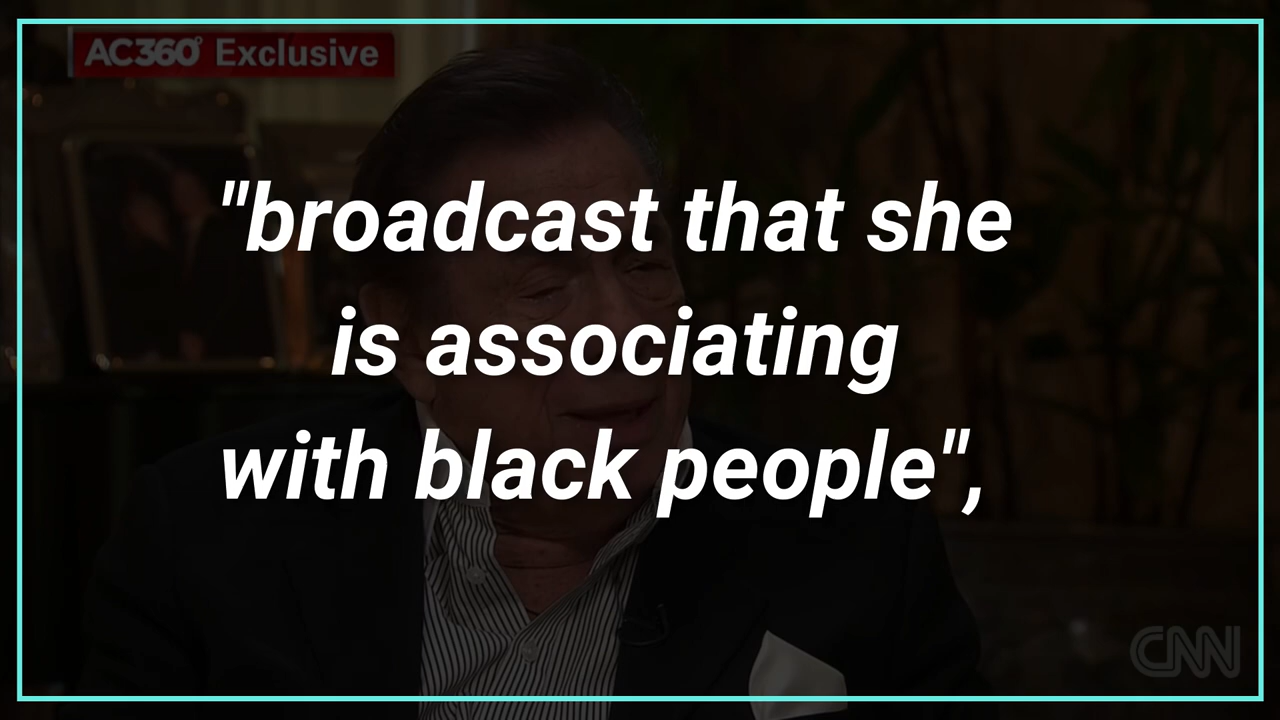 AC360° Exclusive
"broadcast that she
is associating
with black people",
CNN